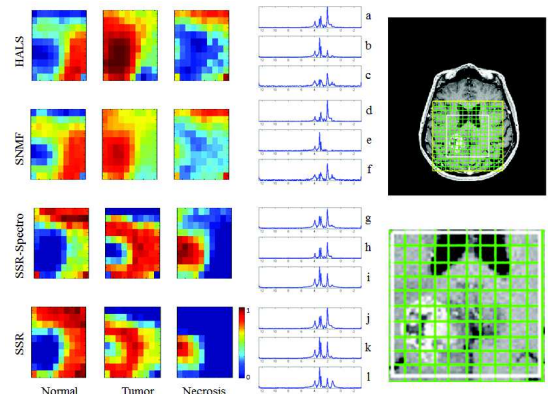 HALS
a
b
c
SNMF
d
e
f
SSR-Spectro
g
h
i
SSR
j
k
l
1
0
Normal
Tumor
Necrosis